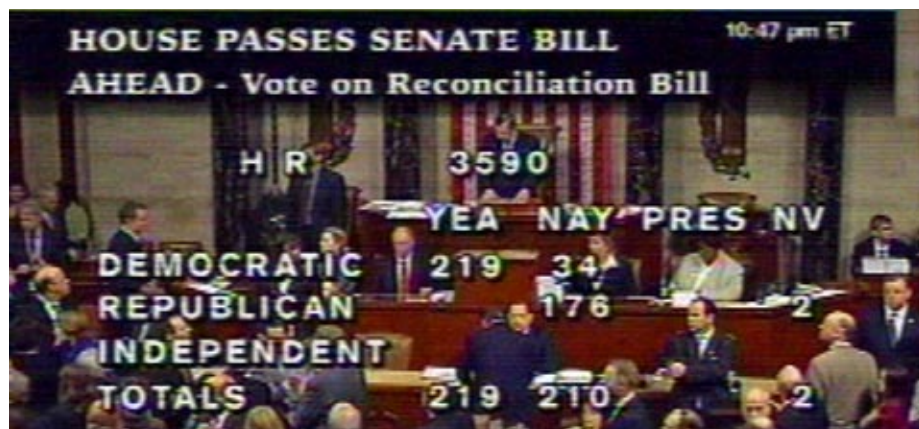 HOUSE PASSES SENATE BILL 10:47 pm ET
AHEAD - Vote on Reconciliation Bill
H R 3590
YEA NAY PRES NV
DEMOCRATIC 219 34
REPUBLICAN 176 2
INDEPENDENT
TOTALS 219 210 2